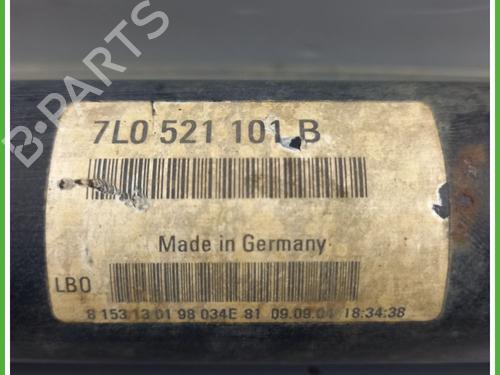 B-PARTS
7L0 521 101 B
Made in Germany
LBO
8 153 13 01 98 034E 81 09.09.04 18:34:38